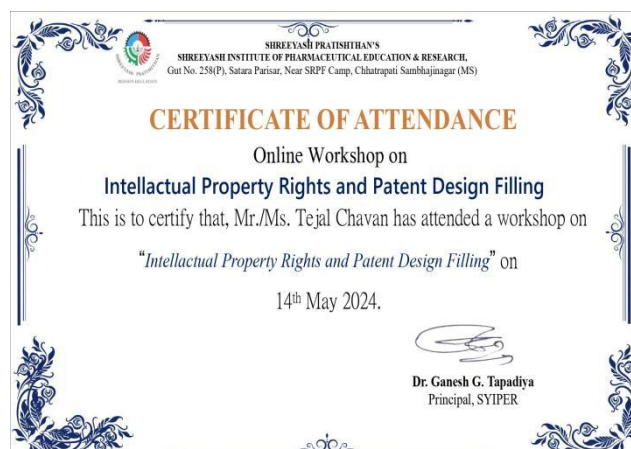 SHREEYASH PRATISHTHAN'S
SHREEYASH INSTITUTE OF PHARMACEUTICAL EDUCATION & RESEARCH,
Gut No. 258(P), Satara Parisar, Near SRPF Camp, Chhatrapati Sambhajinagar (MS)
CERTIFICATE OF ATTENDANCE
Online Workshop on
Intellactual Property Rights and Patent Design Filling
This is to certify that, Mr./Ms. Tejal Chavan has attended a workshop on
“Intellectual Property Rights and Patent Design Filling” on
14th May 2024.
Dr. Ganesh G. Tapadiya
Principal, SYIPER